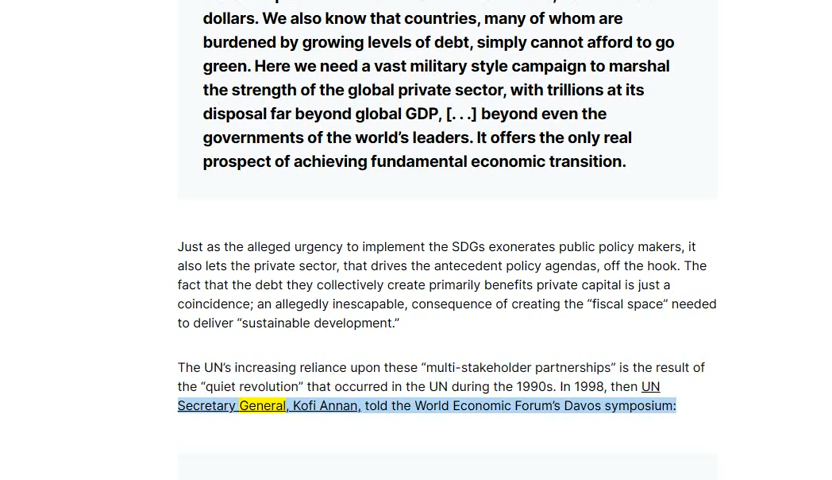 dollars. We also know that countries, many of whom are
burdened by growing levels of debt, simply cannot afford to go
green. Here we need a vast military style campaign to marshal
the strength of the global private sector, with trillions at its
disposal far beyond global GDP, [. . .] beyond even the
governments of the world’s leaders. It offers the only real
prospect of achieving fundamental economic transition.
Just as the alleged urgency to implement the SDGs exonerates public policy makers, it
also lets the private sector, that drives the antecedent policy agendas, off the hook. The
fact that the debt they collectively create primarily benefits private capital is just a
coincidence; an allegedly inescapable, consequence of creating the “fiscal space” needed
to deliver “sustainable development.”
The UN’s increasing reliance upon these “multi-stakeholder partnerships” is the result of
the “quiet revolution” that occurred in the UN during the 1990s. In 1998, then UN
Secretary General, Kofi Annan, told the World Economic Forum’s Davos symposium: